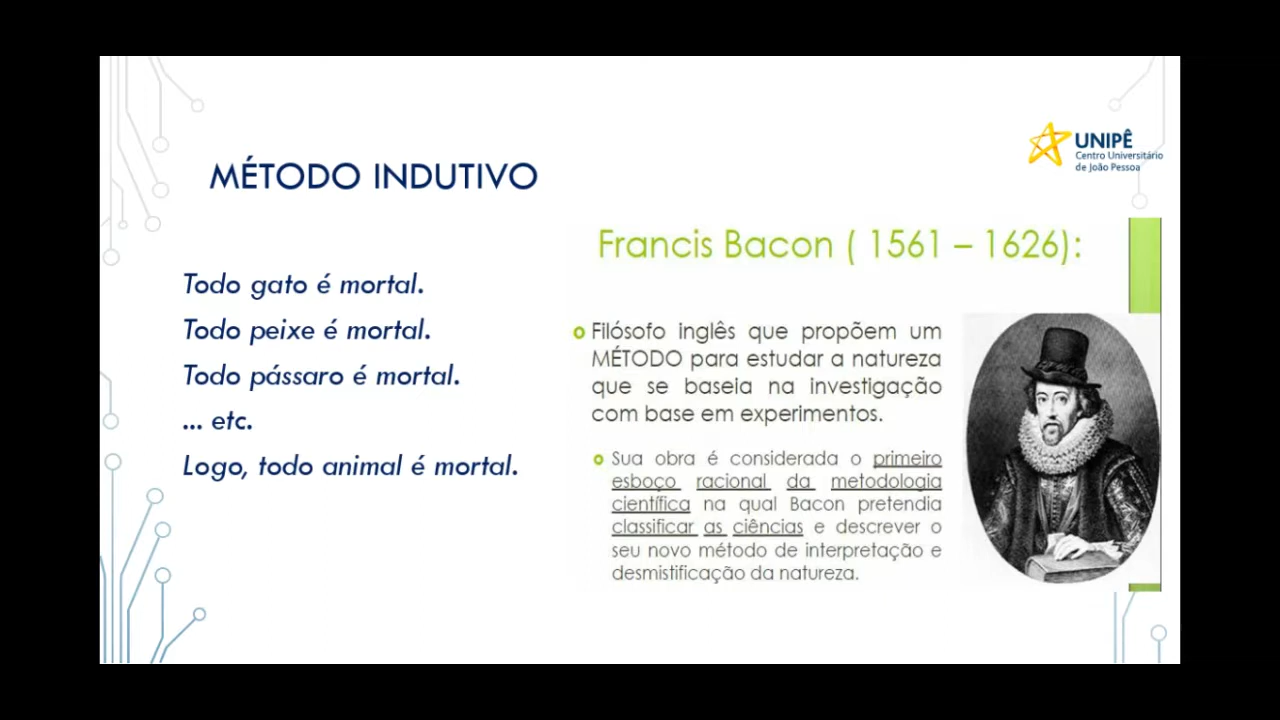 UNIPÊ
Centro Universitário
de João Pessoa
MÉTODO INDUTIVO
Todo gato é mortal.
Todo peixe é mortal.
Todo pássaro é mortal.
... etc.
Logo, todo animal é mortal.
Francis Bacon ( 1561 – 1626):
Filósofo inglês que propõem um
MÉTODO para estudar a natureza
que se baseia na investigação
com base em experimentos.
Sua obra é considerada o primeiro
esboço racional da metodologia
científica na qual Bacon pretendia
classificar as ciências e descrever o
seu novo método de interpretação e
desmistificação da natureza.